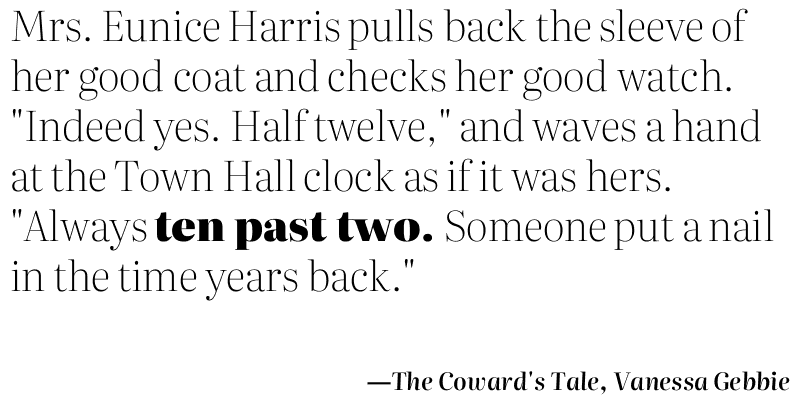 Mrs. Eunice Harris pulls back the sleeve of
her good coat and checks her good watch.
"Indeed yes. Half twelve," and waves a hand
at the Town Hall clock as if it was hers.
"Always ten past two. Someone put a nail
in the time years back."
—The Coward's Tale, Vanessa Gebbie